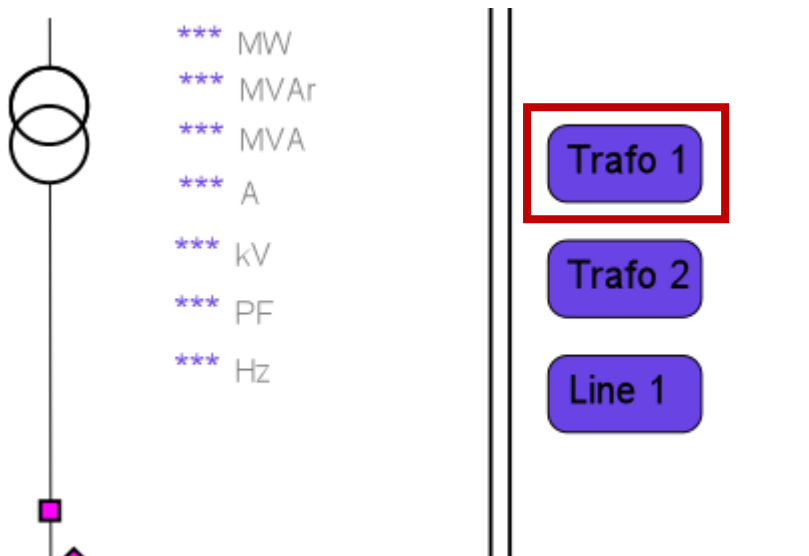 *** MW
*** MVAr
*** MVA
*** A
*** kV
*** PF
*** Hz
Trafo 1
Trafo 2
Line 1